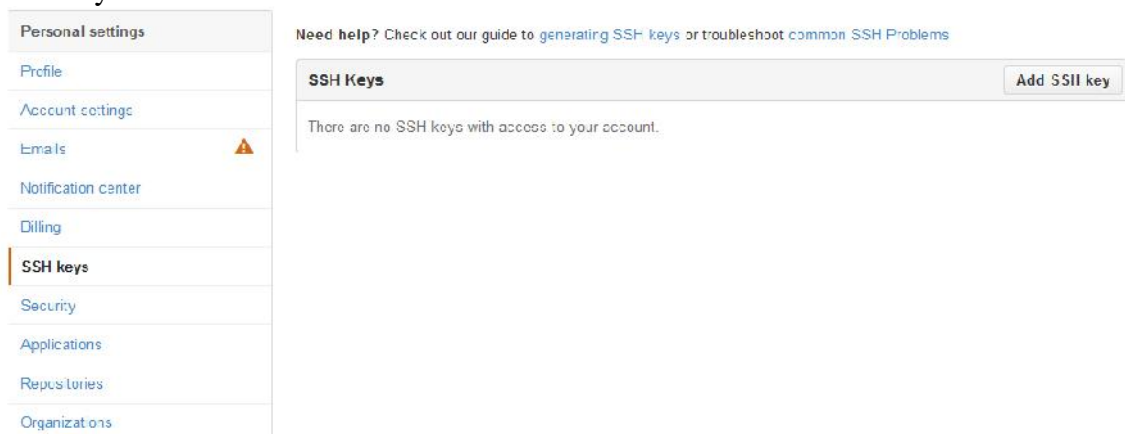 Personal settings
Profile
Account settings
Emails
Notification center
Billing
SSH keys
Security
Applications
Repositories
Organizations
Need help? Check out our guide to generating SSH keys or troubleshoot common SSH Problems
SSH Keys
Add SSH key
There are no SSH keys with access to your account.